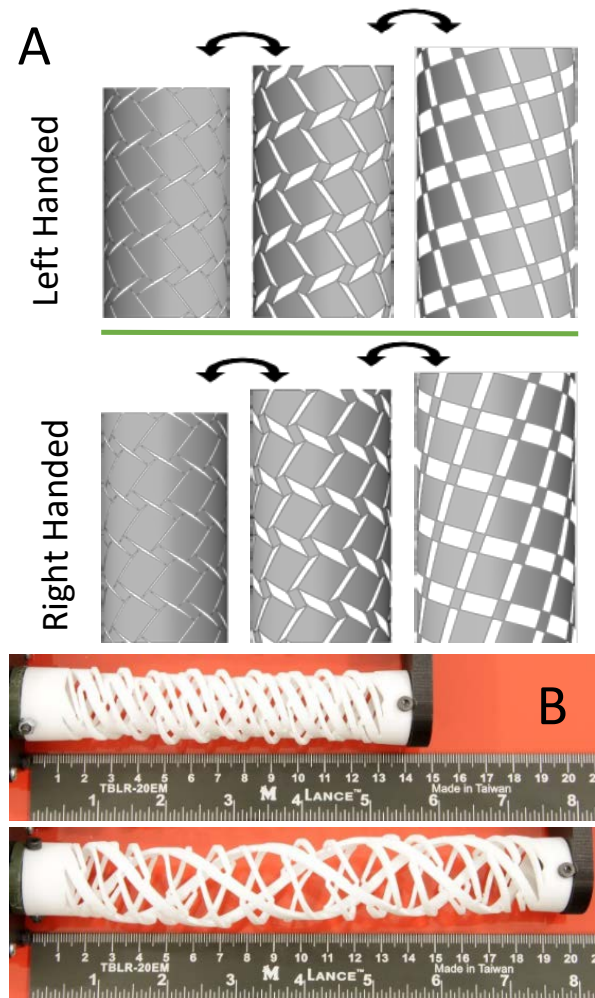 A
Left Handed
Right Handed
B
1 2 3 4 5 6 7 8 9 10 11 12 13 14 15 16 17 18 19 20 21
TBLR-20EM M LANCE™ Made in Taiwan
1 2 3 4 5 6 7 8
1 2 3 4 5 6 7 8 9 10 11 12 13 14 15 16 17 18 19 20
TBLR-20EM M LANCE™ Made in Taiwan
1 2 3 4 5 6 7 8